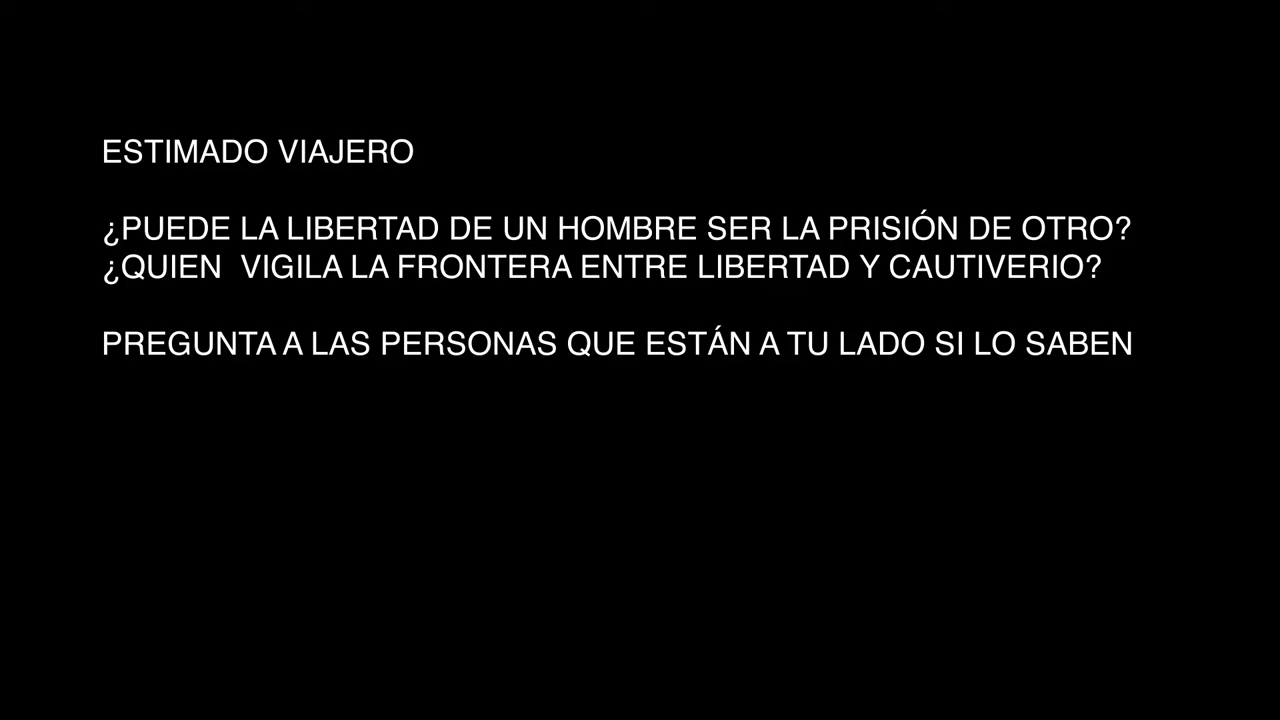 ESTIMADO VIAJERO
¿PUEDE LA LIBERTAD DE UN HOMBRE SER LA PRISIÓN DE OTRO?
¿QUIEN  VIGILA LA FRONTERA ENTRE LIBERTAD Y CAUTIVERIO?
PREGUNTA A LAS PERSONAS QUE ESTÁN A TU LADO SI LO SABEN